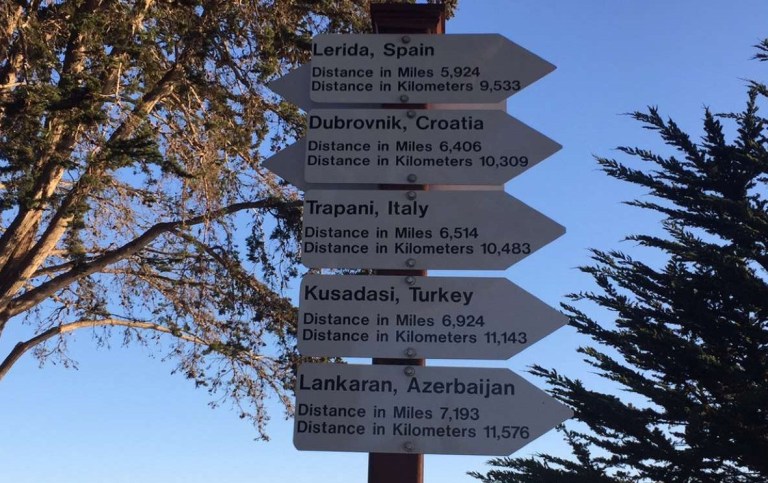 Lerida, Spain
Distance in Miles 5,924
Distance in Kilometers 9,533
Dubrovnik, Croatia
Distance in Miles 6,406
Distance in Kilometers 10,309
Trapani, Italy
Distance in Miles 6,514
Distance in Kilometers 10,483
Kusadasi, Turkey
Distance in Miles 6,924
Distance in Kilometers 11,143
Lankaran, Azerbaijan
Distance in Miles 7,193
Distance in Kilometers 11,576